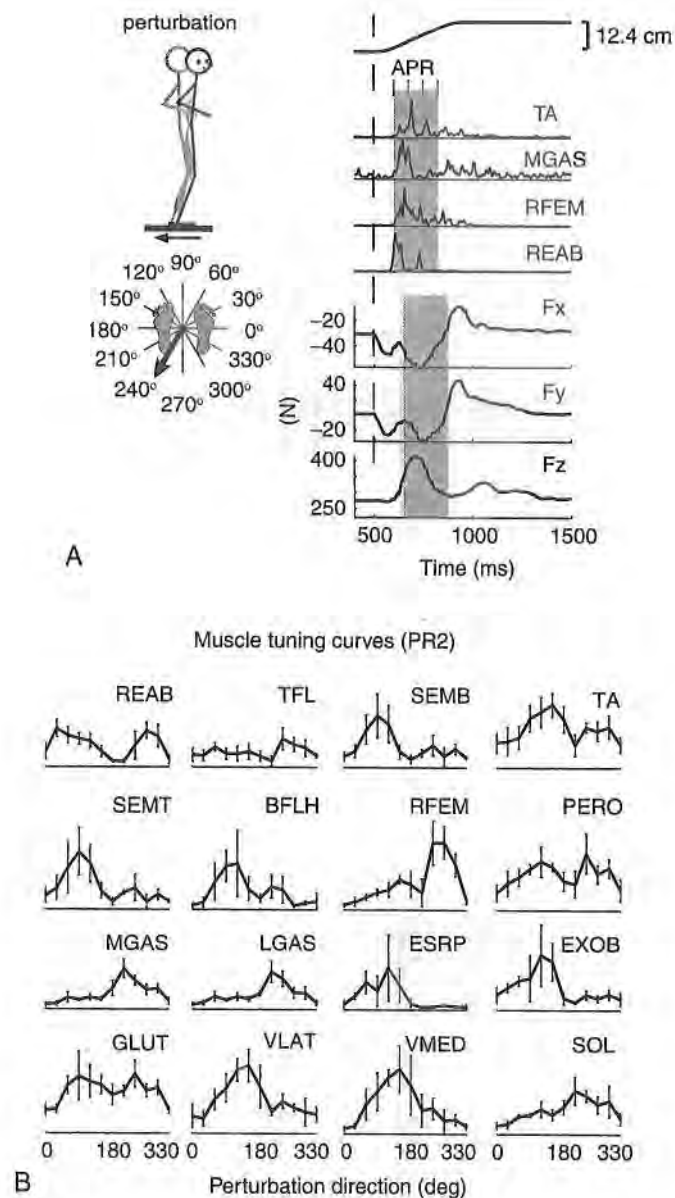 perturbation
12.4 cm
APR
TA
MGAS
RFEM
REAB
90°
120°
60°
150°
30°
180°
0°
210°
330°
240°
300°
270°
Fx
−20
−40
Fy
40
−20
(N)
Fz
400
250
500 1000 1500
Time (ms)
A
Muscle tuning curves (PR2)
REAB TFL SEMB TA
SEMT BFLH RFEM PERO
MGAS LGAS ESRP EXOB
GLUT VLAT VMED SOL
0 180 330 0 180 330 0 180 330 0 180 330
B
Perturbation direction (deg)